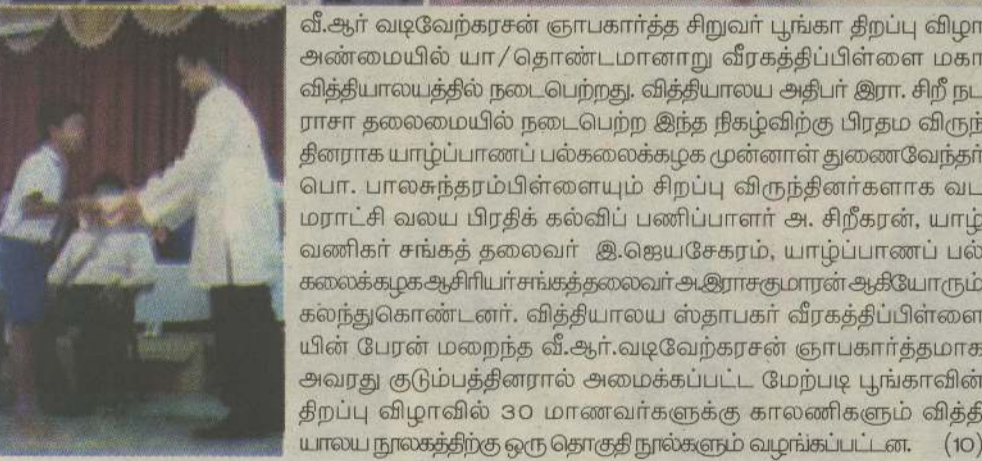 வீ.ஆர் வடிவேற்கரசன் ஞாபகார்த்த சிறுவர் பூங்கா திறப்பு விழா
அண்மையில் யா/தொண்டமானாறு வீரகத்திப்பிள்ளை மகா
வித்தியாலயத்தில் நடைபெற்றது. வித்தியாலய அதிபர் இரா. சிறீ நட
ராசா தலைமையில் நடைபெற்ற இந்த நிகழ்விற்கு பிரதம விருந்
தினராக யாழ்ப்பாணப் பல்கலைக்கழக முன்னாள் துணைவேந்தர்
பொ. பாலசுந்தரம்பிள்ளையும் சிறப்பு விருந்தினர்களாக வட
மராட்சி வலய பிரதிக் கல்விப் பணிப்பாளர் அ. சிறீகரன், யாழ்
வணிகர் சங்கத் தலைவர் இ.ஜெயசேகரம், யாழ்ப்பாணப் பல்
கலைக்கழக ஆசிரியர் சங்கத் தலைவர் அ.இராசகுமாரன் ஆகியோரும்
கலந்துகொண்டனர். வித்தியாலய ஸ்தாபகர் வீரகத்திப்பிள்ளை
யின் பேரன் மறைந்த வீ.ஆர்.வடிவேற்கரசன் ஞாபகார்த்தமாக
அவரது குடும்பத்தினரால் அமைக்கப்பட்ட மேற்படி பூங்காவின்
திறப்பு விழாவில் 30 மாணவர்களுக்கு காலணிகளும் வித்தி
யாலய நூலகத்திற்கு ஒரு தொகுதி நூல்களும் வழங்கப்பட்டன. (10)